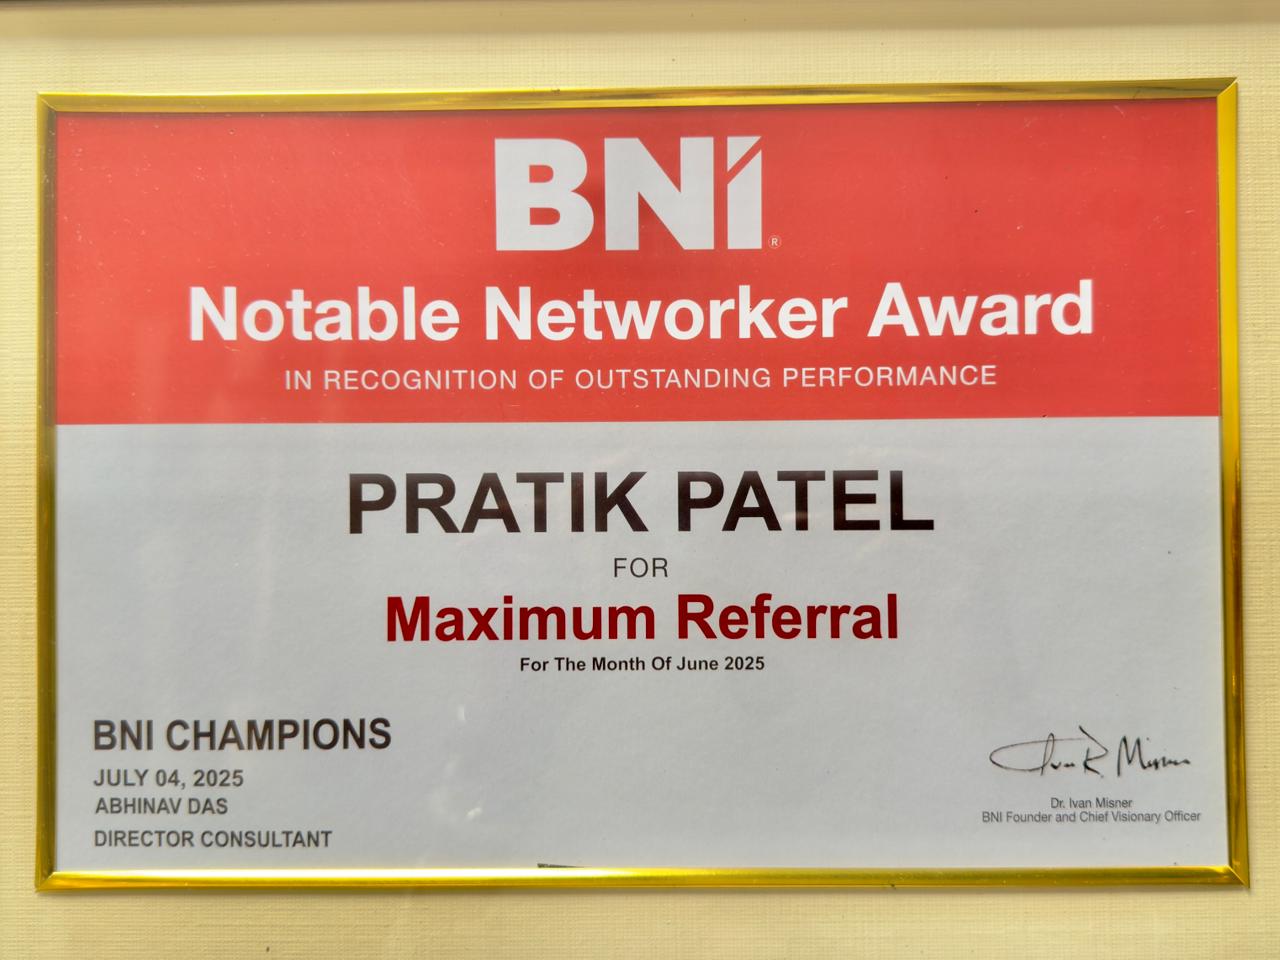 BNI®
Notable Networker Award
IN RECOGNITION OF OUTSTANDING PERFORMANCE
PRATIK PATEL
FOR
Maximum Referral
For The Month Of June 2025
BNI CHAMPIONS
JULY 04, 2025
ABHINAV DAS
DIRECTOR CONSULTANT
Ivan R. Misner
Dr. Ivan Misner
BNI Founder and Chief Visionary Officer